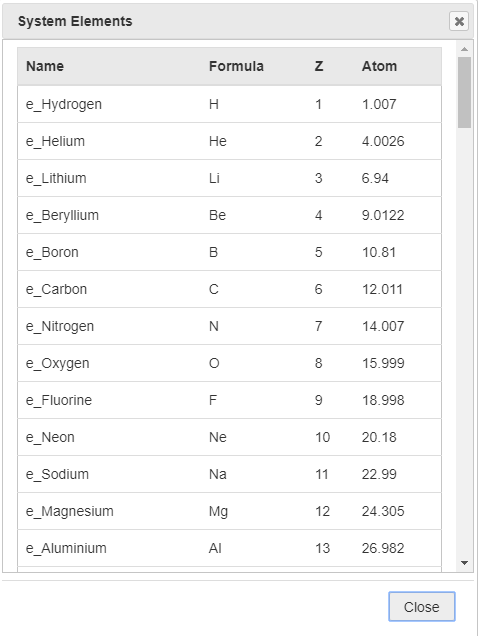 System Elements
Name Formula Z Atom
e_Hydrogen H 1 1.007
e_Helium He 2 4.0026
e_Lithium Li 3 6.94
e_Beryllium Be 4 9.0122
e_Boron B 5 10.81
e_Carbon C 6 12.011
e_Nitrogen N 7 14.007
e_Oxygen O 8 15.999
e_Fluorine F 9 18.998
e_Neon Ne 10 20.18
e_Sodium Na 11 22.99
e_Magnesium Mg 12 24.305
e_Aluminium Al 13 26.982
Close